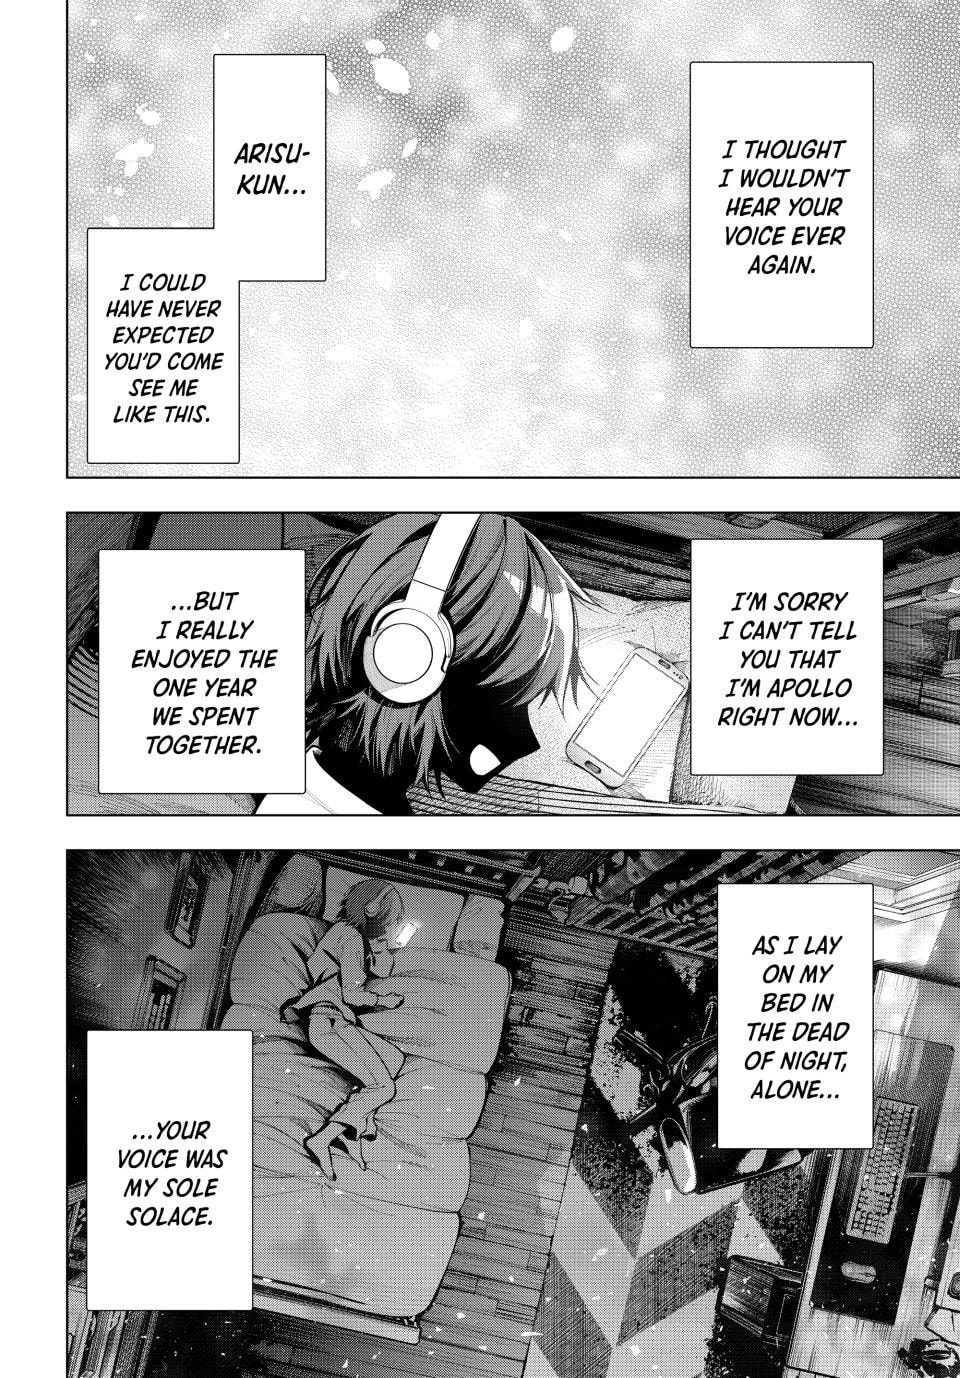 I THOUGHT
I WOULDN'T
HEAR YOUR
VOICE EVER
AGAIN.
ARISU-
KUN...
I COULD
HAVE NEVER
EXPECTED
YOU'D COME
SEE ME
LIKE THIS.
I'M SORRY
I CAN'T TELL
YOU THAT
I'M APOLLO
RIGHT NOW...
...BUT
I REALLY
ENJOYED THE
ONE YEAR
WE SPENT
TOGETHER.
AS I LAY
ON MY
BED IN
THE DEAD
OF NIGHT,
ALONE...
...YOUR
VOICE WAS
MY SOLE
SOLACE.